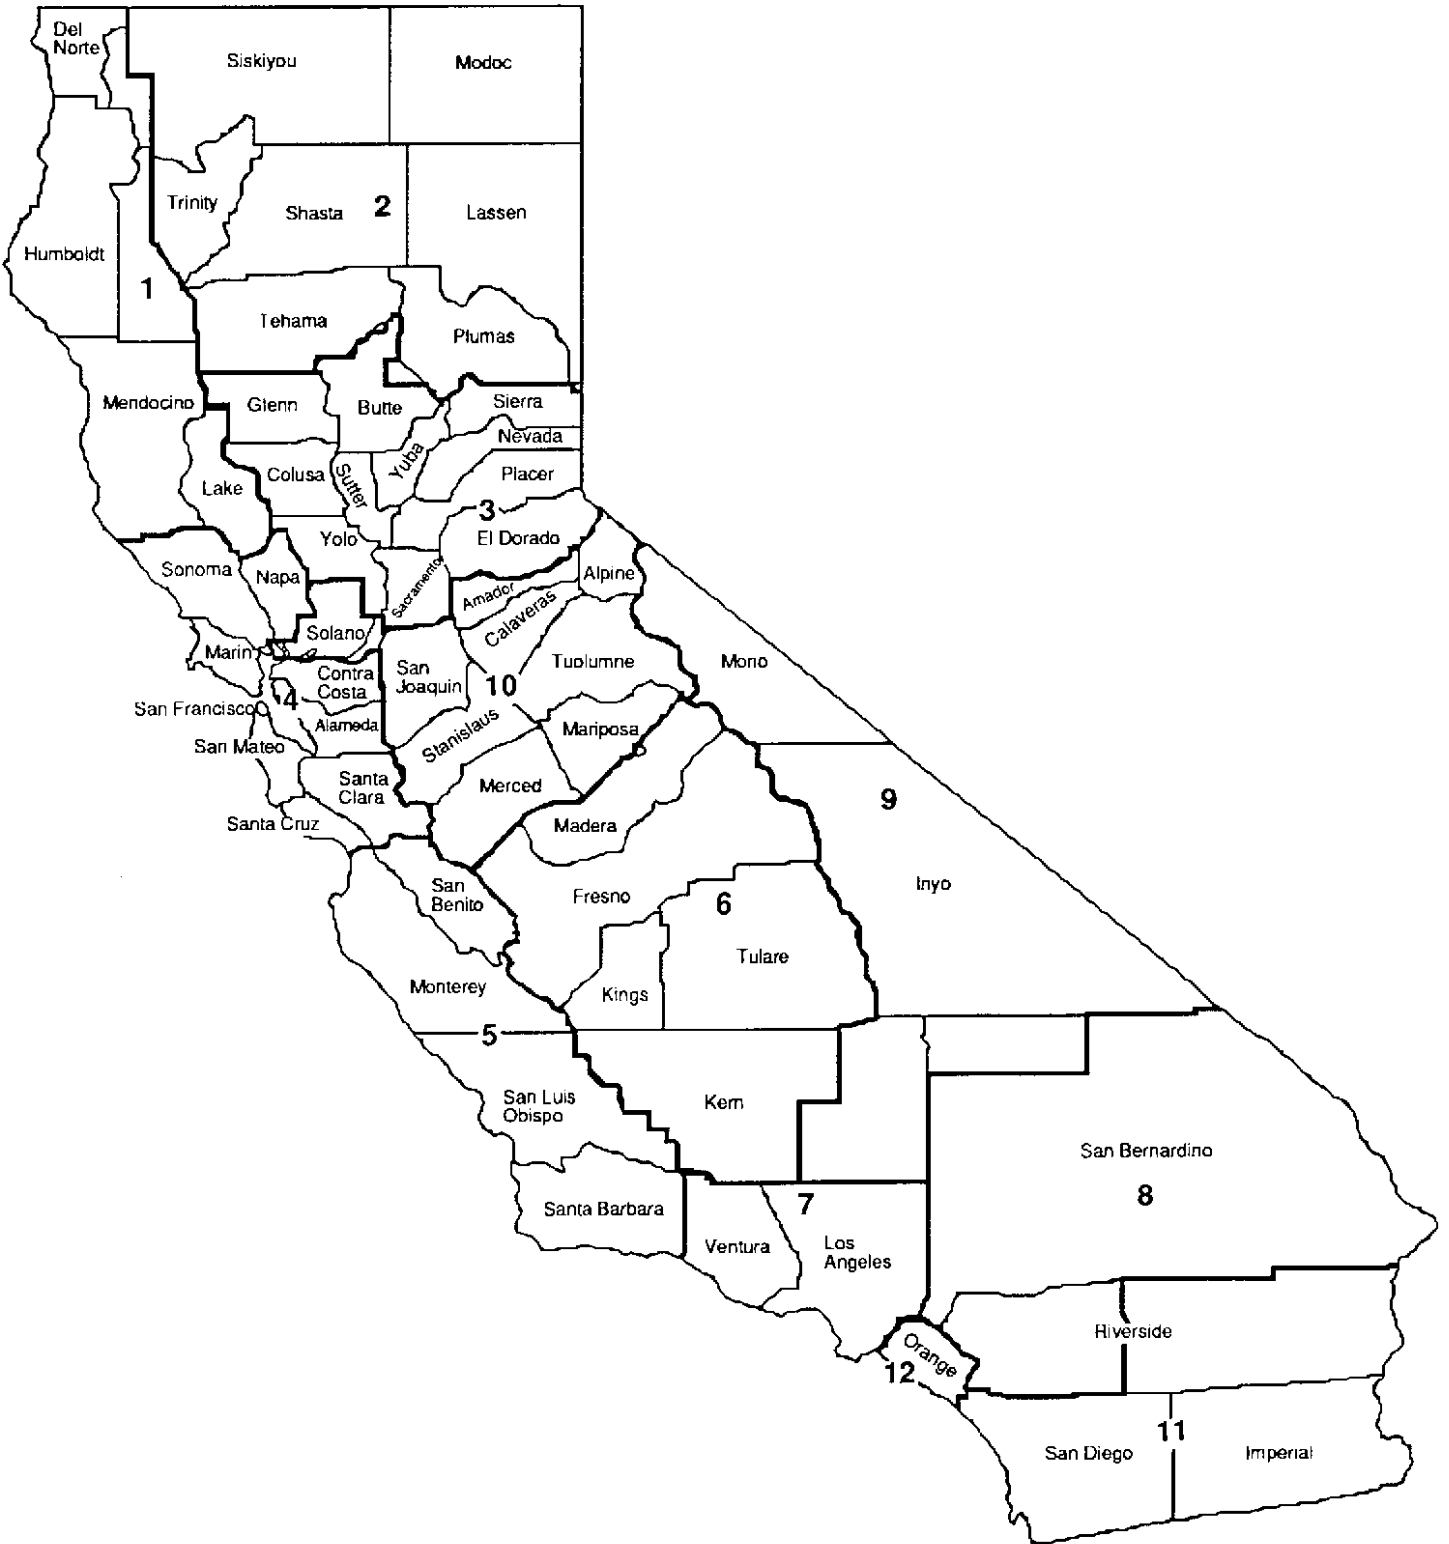 Del
Norte
Siskiyou
Modoc
Trinity
Shasta
2
Lassen
Humboldt
1
Tehama
Plumas
Mendocino
Glenn
Butte
Sierra
Nevada
Yuba
Placer
Colusa
Sutter
Lake
3
El Dorado
Yolo
Sonoma
Napa
Sacramento
Amador
Alpine
Calaveras
Solano
Marin
Contra
Costa
San
Joaquin
Tuolumne
Mono
10
4
San Francisco
Alameda
Stanislaus
Mariposa
San Mateo
Santa
Clara
Merced
9
Santa Cruz
Madera
San
Benito
Fresno
6
Inyo
Tulare
Monterey
Kings
5
San Luis
Obispo
Kern
San Bernardino
8
Santa Barbara
7
Ventura
Los
Angeles
Riverside
Orange
12
11
San Diego
Imperial